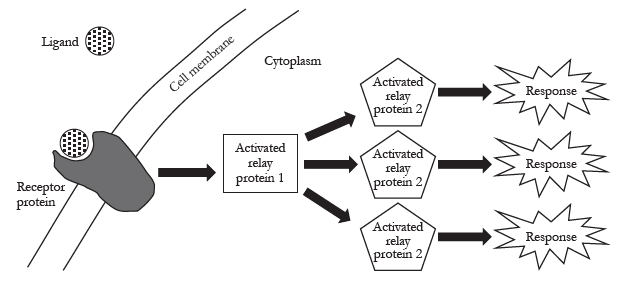 Ligand
Cell membrane
Cytoplasm
Receptor
protein
Activated
relay
protein 1
Activated
relay
protein 2
Response
Activated
relay
protein 2
Response
Activated
relay
protein 2
Response